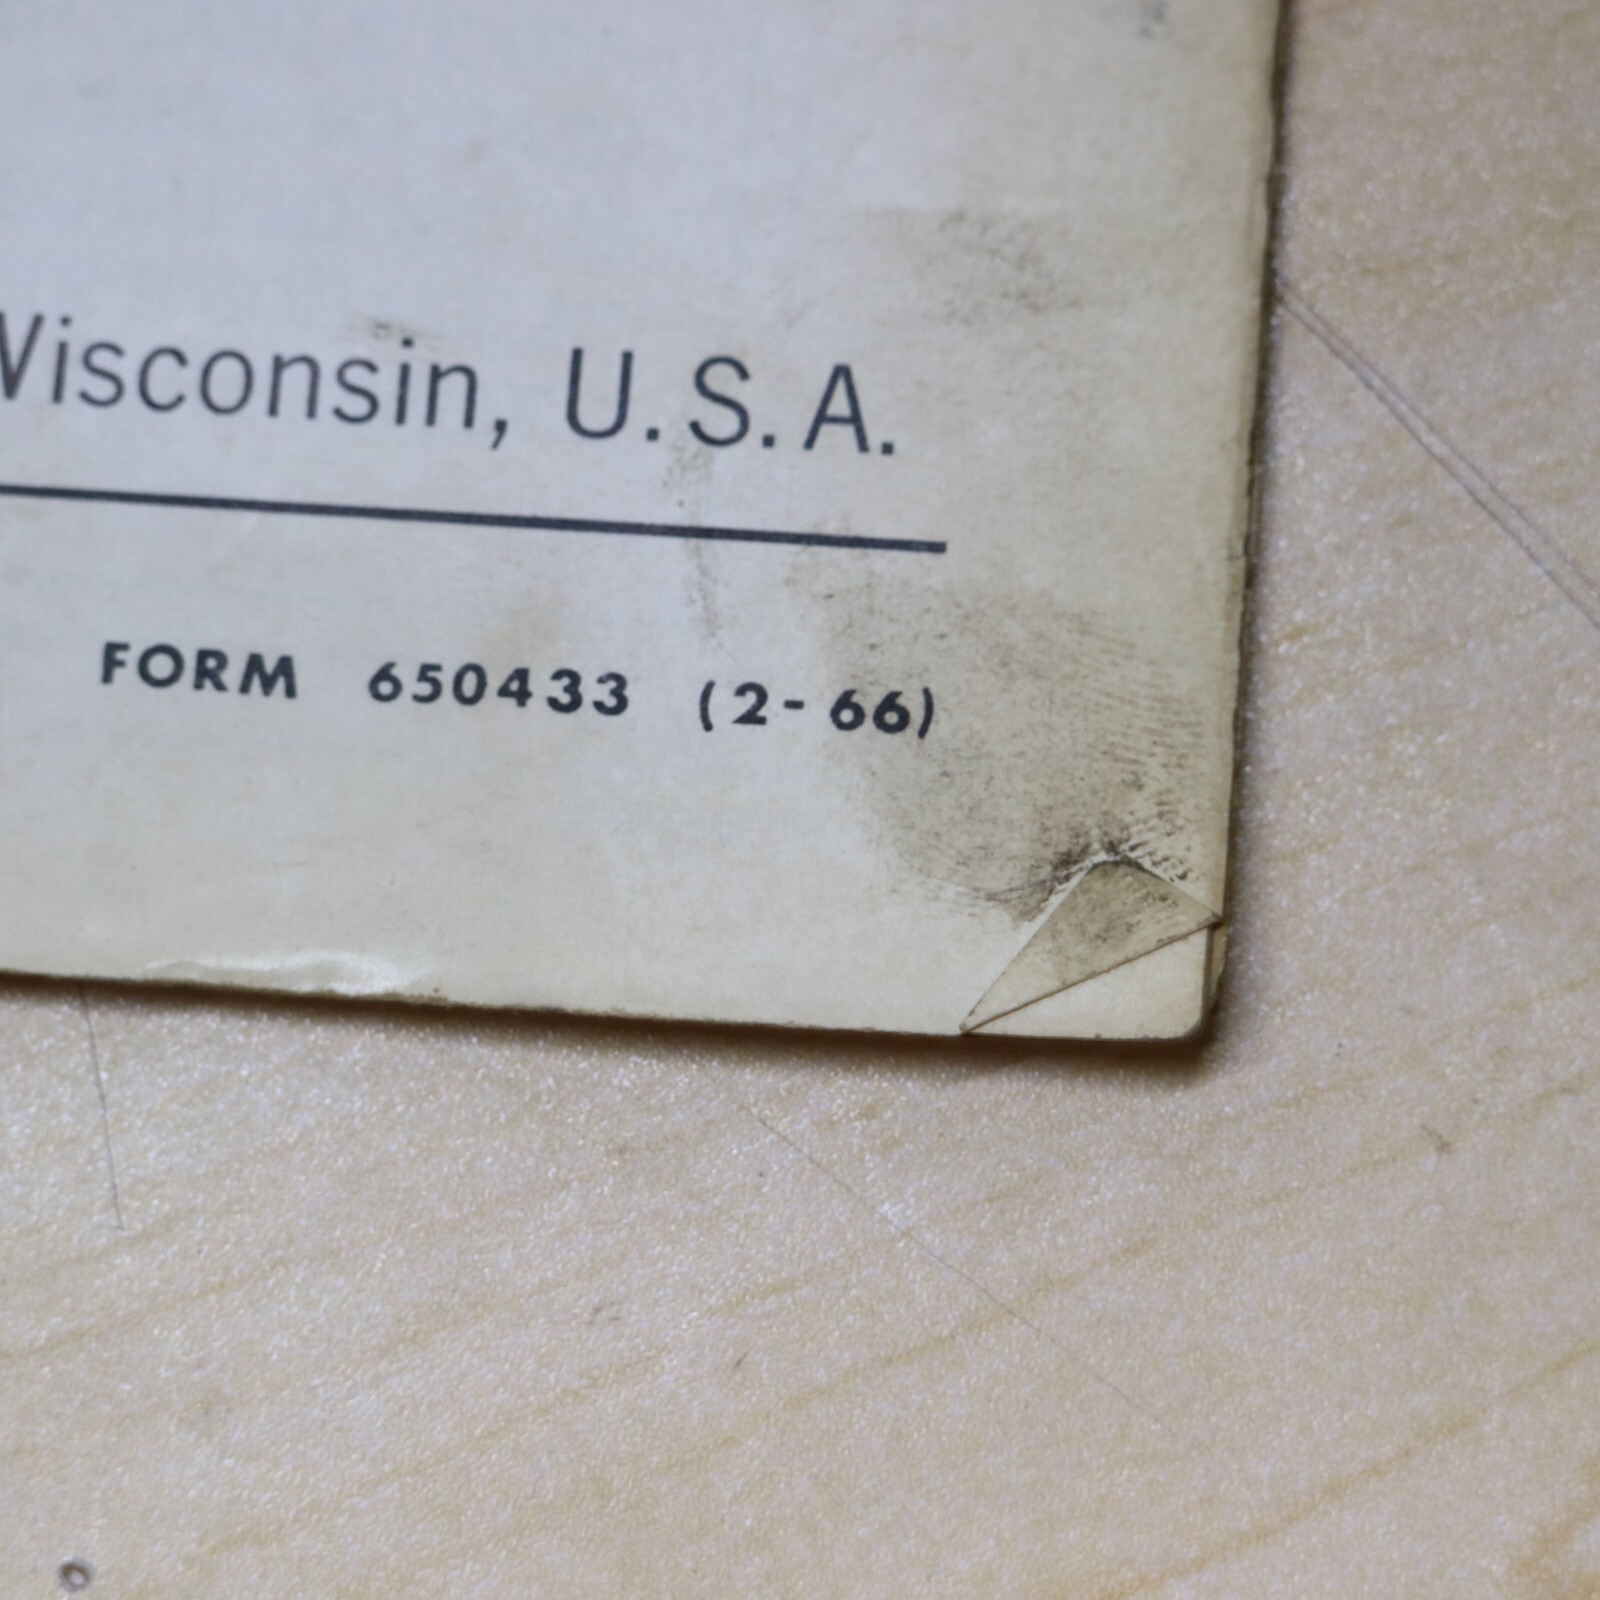 Wisconsin, U.S.A.
FORM 650433 (2-66)